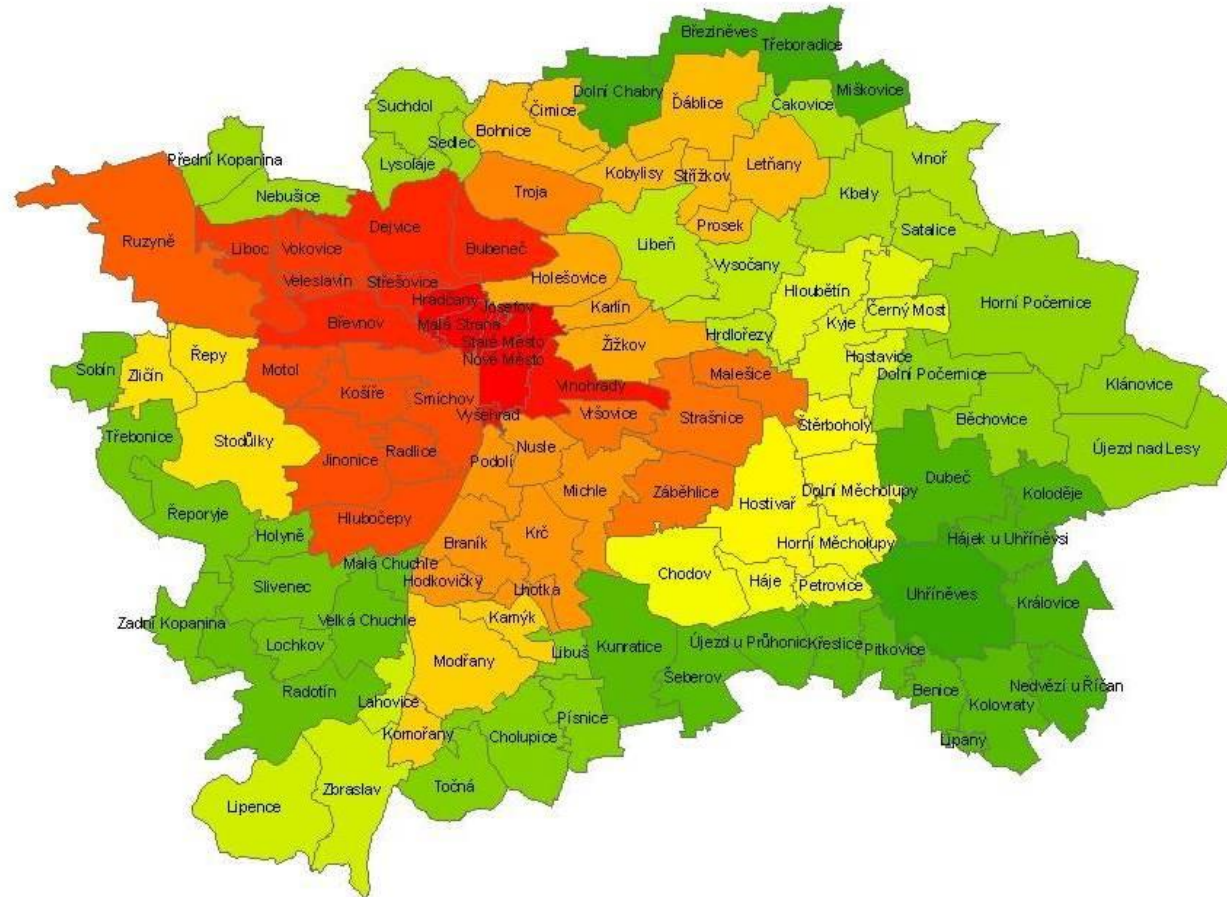 Březiněves
Třeboradice
Dolní Chabry
Ďáblice
Miškovice
Suchdol
Čimice
Čakovice
Bohnice
Sedlec
Vinoř
Přední Kopanina
Lysolaje
Kobylisy
Střížkov
Letňany
Nebušice
Troja
Kbely
Prosek
Satalice
Dejvice
Ruzyně
Liboc
Vokovice
Bubeneč
Libeň
Vysočany
Veleslavín
Střešovice
Holešovice
Hloubětín
Hradčany
Josefov
Karlín
Horní Počernice
Černý Most
Břevnov
Malá Strana
Kyje
Staré Město
Žižkov
Hrdlořezy
Nové Město
Hostavice
Řepy
Sobín
Zličín
Motol
Malešice
Dolní Počernice
Košíře
Smíchov
Vinohrady
Klánovice
Vyšehrad
Vršovice
Strašnice
Běchovice
Štěrboholy
Třebonice
Stodůlky
Nusle
Újezd nad Lesy
Radlice
Jinonice
Podolí
Dubeč
Michle
Koloděje
Záběhlice
Dolní Měcholupy
Řeporyje
Hostivař
Hlubočepy
Holyně
Krč
Hájek u Uhříněvsi
Braník
Horní Měcholupy
Malá Chuchle
Chodov
Háje
Uhříněves
Slivenec
Hodkovičky
Lhotka
Petrovice
Královice
Kamýk
Zadní Kopanina
Velká Chuchle
Lochkov
Libuš
Kunratice
Újezd u Průhonic
Křeslice
Pitkovice
Modřany
Šeberov
Radotín
Nedvězí u Říčan
Benice
Lahovice
Kolovraty
Písnice
Komořany
Cholupice
Lipany
Točná
Zbraslav
Lipence